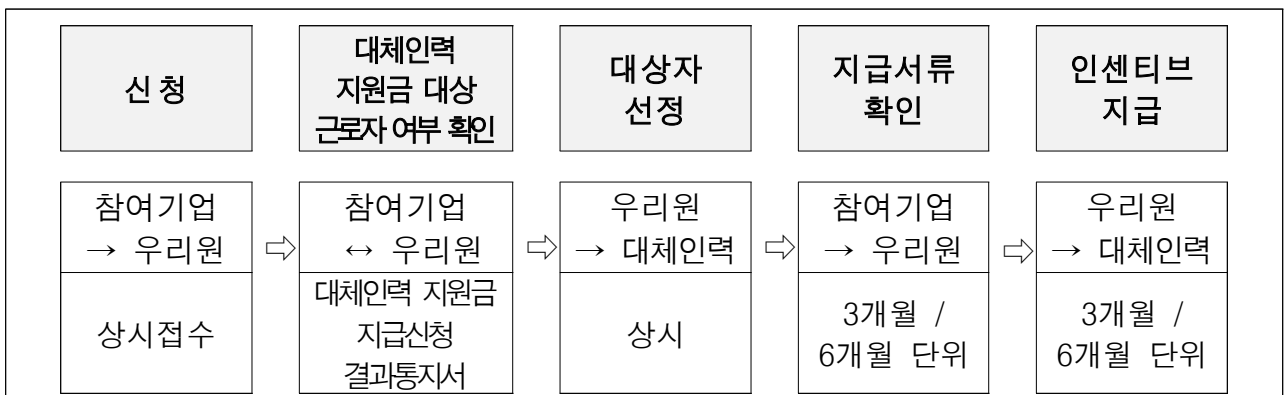 신 청
대체인력
지원금 대상
근로자 여부 확인
대상자
선정
지급서류
확인
인센티브
지급
참여기업
→ 우리원
⇨
참여기업
↔ 우리원
⇨
우리원
→ 대체인력
⇨
참여기업
→ 우리원
⇨
우리원
→ 대체인력
상시접수
대체인력 지원금
지급신청
결과통지서
상시
3개월 /
6개월 단위
3개월 /
6개월 단위